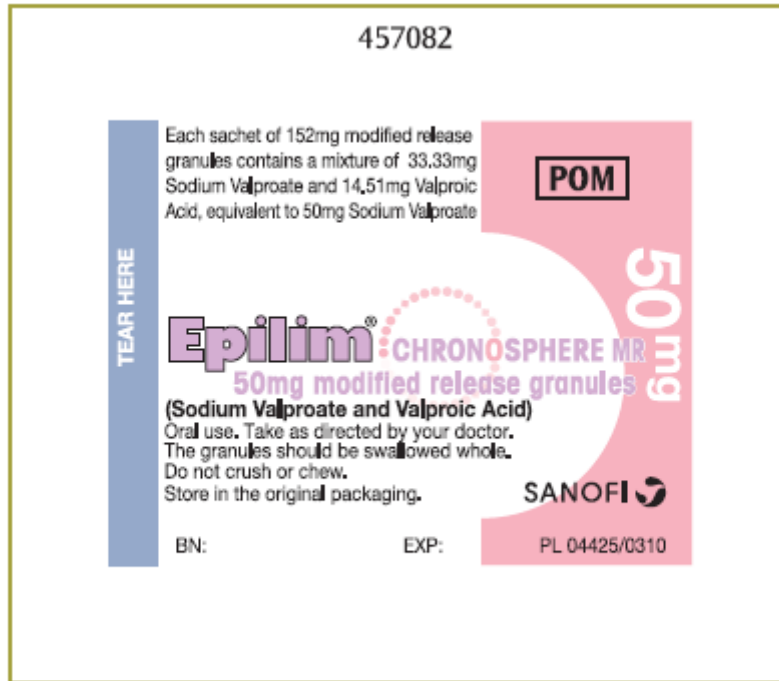 457082
TEAR HERE
Each sachet of 152mg modified release
granules contains a mixture of 33.33mg
Sodium Valproate and 14.51mg Valproic
Acid, equivalent to 50mg Sodium Valproate
POM
50mg
Epilim® CHRONOSPHERE MR
50mg modified release granules
(Sodium Valproate and Valproic Acid)
Oral use. Take as directed by your doctor.
The granules should be swallowed whole.
Do not crush or chew.
Store in the original packaging.
SANOFI
BN: EXP: PL 04425/0310